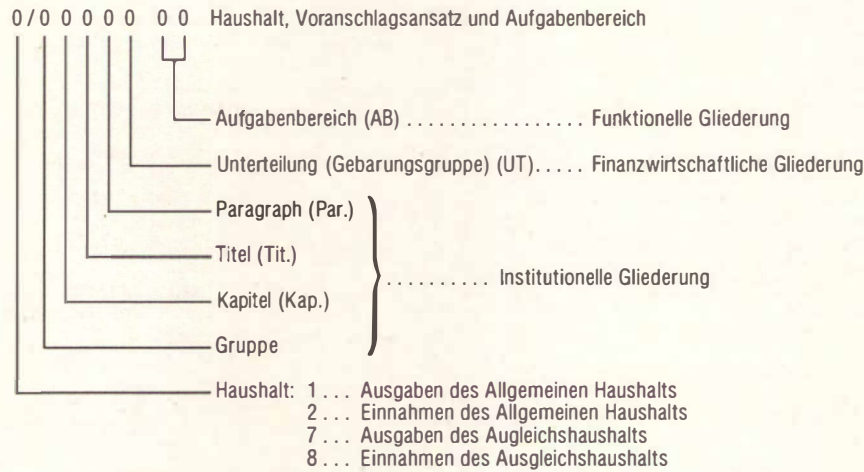 0/0 0 0 0 0 0 0 Haushalt, Voranschlagsansatz und Aufgabenbereich
Aufgabenbereich (AB) . . . . . . . . . . . . . . . . . Funktionelle Gliederung
Unterteilung (Gebarungsgruppe) (UT). . . . . Finanzwirtschaftliche Gliederung
Paragraph (Par.)
Titel (Tit.)
. . . . . . . . . . Institutionelle Gliederung
Kapitel (Kap.)
Gruppe
Haushalt: 1 . . . Ausgaben des Allgemeinen Haushalts
2 . . . Einnahmen des Allgemeinen Haushalts
7 . . . Ausgaben des Augleichshaushalts
8 . . . Einnahmen des Ausgleichshaushalts